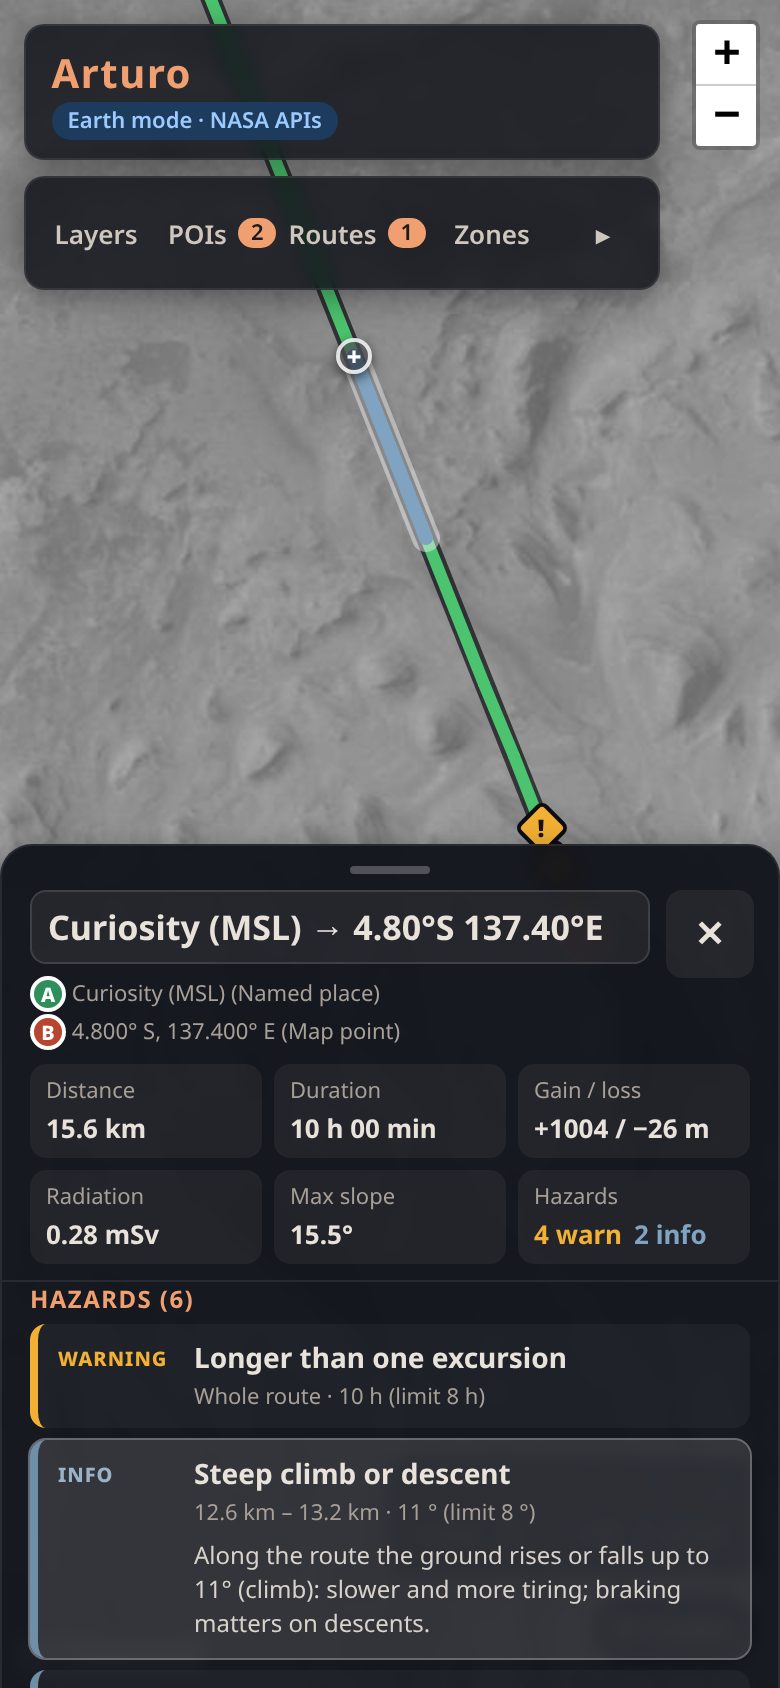 Arturo
Earth mode · NASA APIs
+
−
Layers POIs 2 Routes 1 Zones ▸
+
!
Curiosity (MSL) → 4.80°S 137.40°E ✕
A Curiosity (MSL) (Named place)
B 4.800° S, 137.400° E (Map point)
Distance Duration Gain / loss
15.6 km 10 h 00 min +1004 / −26 m
Radiation Max slope Hazards
0.28 mSv 15.5° 4 warn 2 info
HAZARDS (6)
WARNING Longer than one excursion
Whole route · 10 h (limit 8 h)
INFO Steep climb or descent
12.6 km – 13.2 km · 11 ° (limit 8 °)
Along the route the ground rises or falls up to
11° (climb): slower and more tiring; braking
matters on descents.